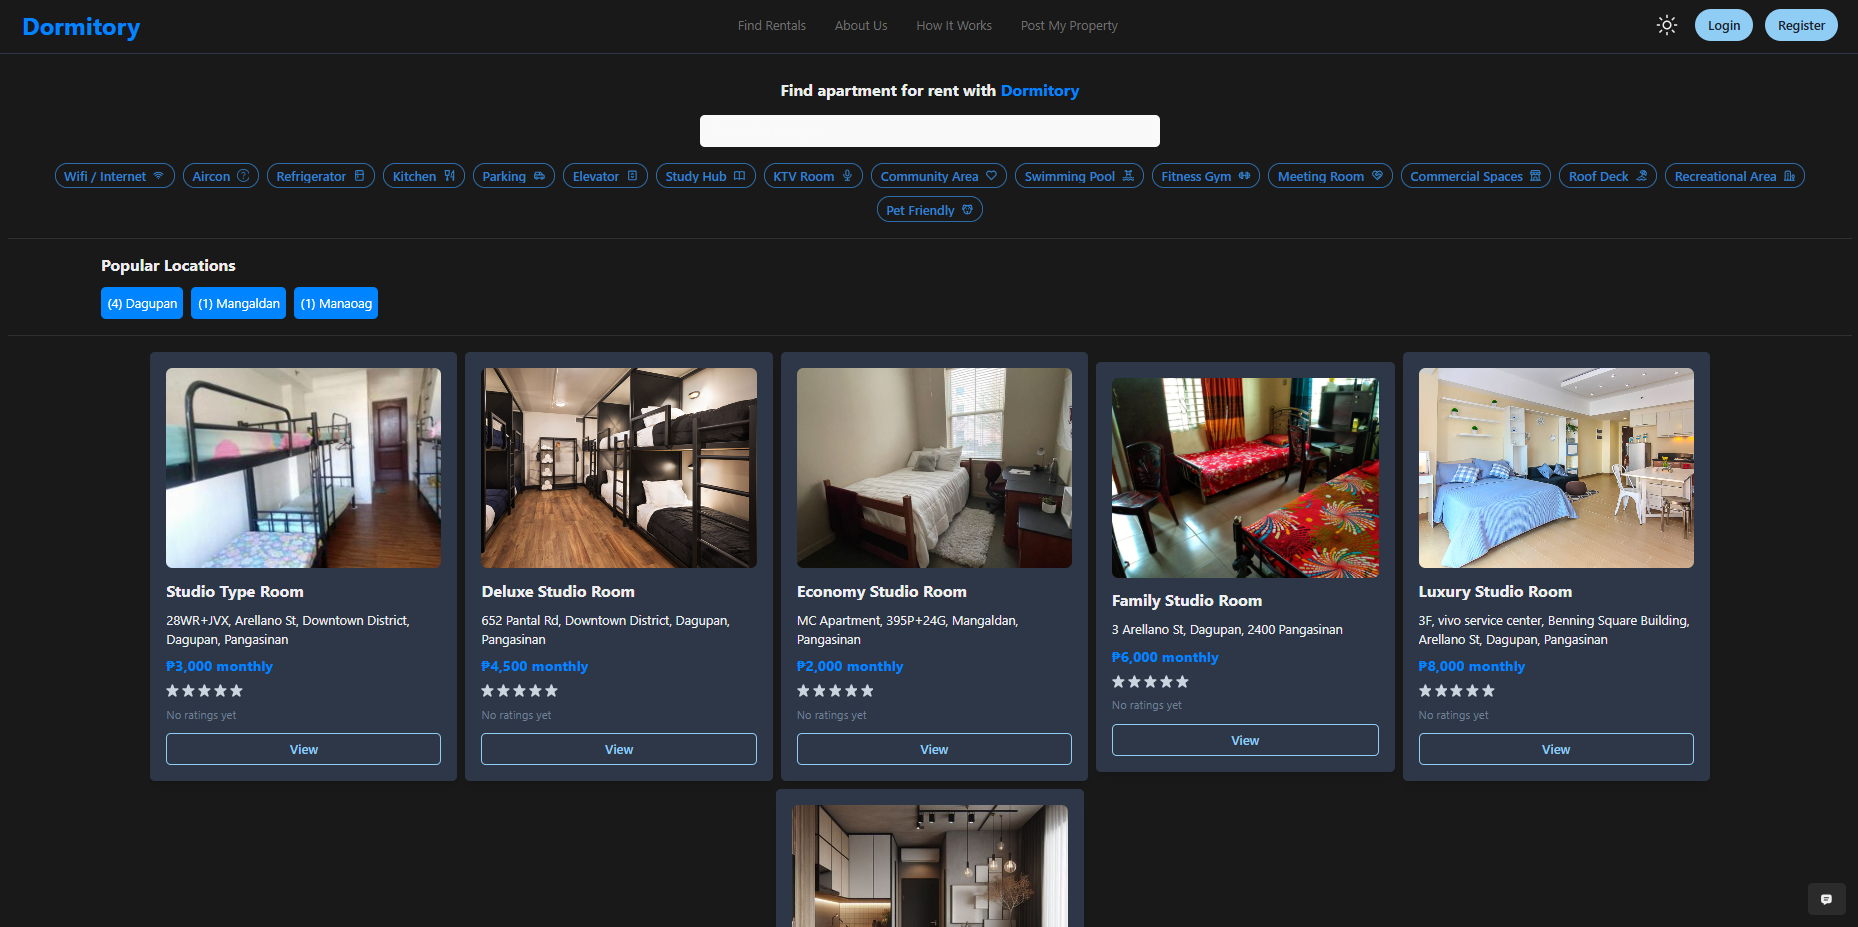 Dormitory
Find Rentals
About Us
How It Works
Post My Property
Login
Register
Find apartment for rent with Dormitory
Wifi / Internet
Aircon
Refrigerator
Kitchen
Parking
Elevator
Study Hub
KTV Room
Community Area
Swimming Pool
Fitness Gym
Meeting Room
Commercial Spaces
Roof Deck
Recreational Area
Pet Friendly
Popular Locations
(4) Dagupan
(1) Mangaldan
(1) Manaoag
Studio Type Room
28WR+JVX, Arellano St, Downtown District,
Dagupan, Pangasinan
₱3,000 monthly
No ratings yet
View
Deluxe Studio Room
652 Pantal Rd, Downtown District, Dagupan,
Pangasinan
₱4,500 monthly
No ratings yet
View
Economy Studio Room
MC Apartment, 395P+24G, Mangaldan,
Pangasinan
₱2,000 monthly
No ratings yet
View
Family Studio Room
3 Arellano St, Dagupan, 2400 Pangasinan
₱6,000 monthly
No ratings yet
View
Luxury Studio Room
3F, vivo service center, Benning Square Building,
Arellano St, Dagupan, Pangasinan
₱8,000 monthly
No ratings yet
View